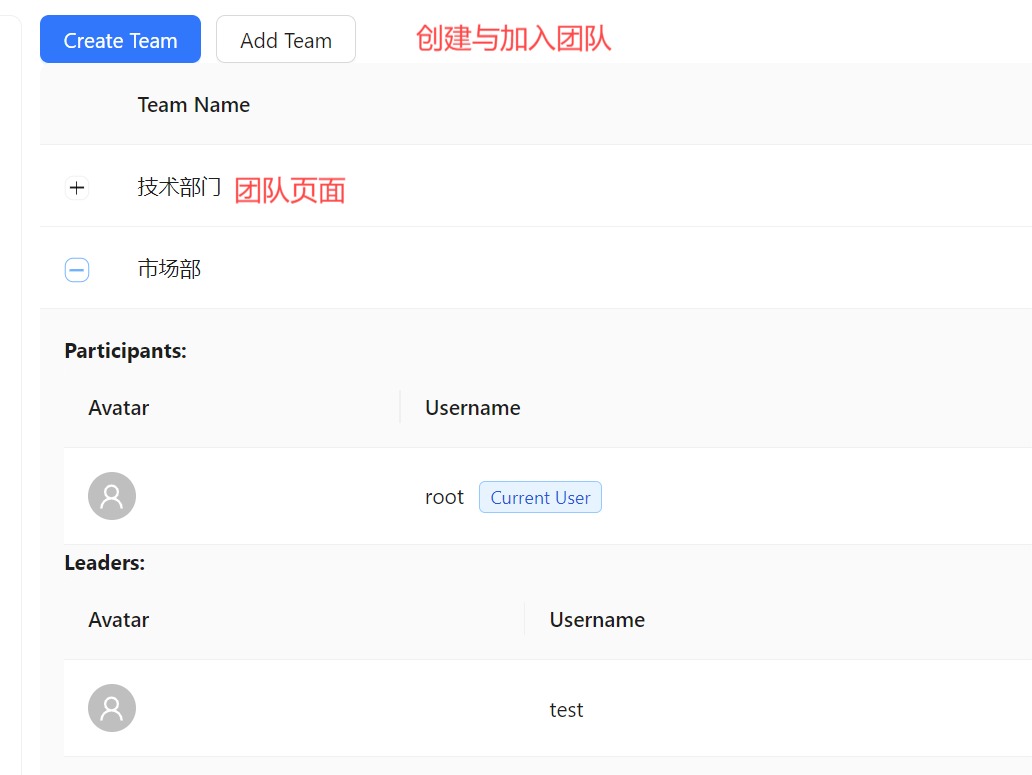 Create Team Add Team 创建与加入团队
Team Name
技术部门 团队页面
市场部
Participants:
Avatar Username
root Current User
Leaders:
Avatar Username
test